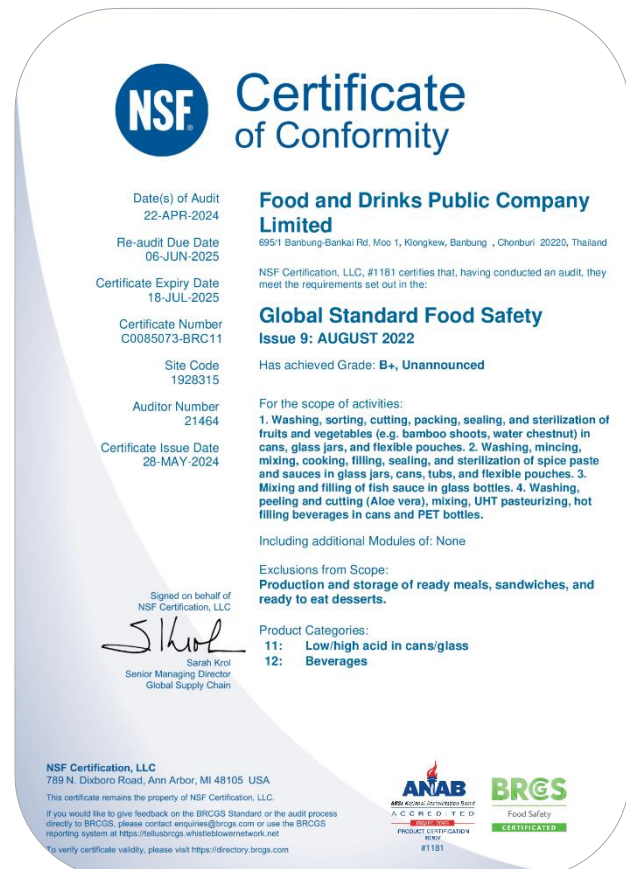 NSF®
Certificate
of Conformity
Date(s) of Audit
22-APR-2024
Re-audit Due Date
06-JUN-2025
Certificate Expiry Date
18-JUL-2025
Certificate Number
C0085073-BRC11
Site Code
1928315
Auditor Number
21464
Certificate Issue Date
28-MAY-2024
Signed on behalf of
NSF Certification, LLC
S Krol
Sarah Krol
Senior Managing Director
Global Supply Chain
Food and Drinks Public Company
Limited
695/1 Banbung-Bankai Rd. Moo 1, Klongkew, Banbung , Chonburi 20220, Thailand
NSF Certification, LLC, #1181 certifies that, having conducted an audit, they
meet the requirements set out in the:
Global Standard Food Safety
Issue 9: AUGUST 2022
Has achieved Grade: B+, Unannounced
For the scope of activities:
1. Washing, sorting, cutting, packing, sealing, and sterilization of
fruits and vegetables (e.g. bamboo shoots, water chestnut) in
cans, glass jars, and flexible pouches. 2. Washing, mincing,
mixing, cooking, filling, sealing, and sterilization of spice paste
and sauces in glass jars, cans, tubs, and flexible pouches. 3.
Mixing and filling of fish sauce in glass bottles. 4. Washing,
peeling and cutting (Aloe vera), mixing, UHT pasteurizing, hot
filling beverages in cans and PET bottles.
Including additional Modules of: None
Exclusions from Scope:
Production and storage of ready meals, sandwiches, and
ready to eat desserts.
Product Categories:
11: Low/high acid in cans/glass
12: Beverages
NSF Certification, LLC
789 N. Dixboro Road, Ann Arbor, MI 48105 USA
This certificate remains the property of NSF Certification, LLC.
If you would like to give feedback on the BRCGS Standard or the audit process
directly to BRCGS, please contact enquiries@brcgs.com or use the BRCGS
reporting system at https://tellusbrcgs.whistleblowernetwork.net
To verify certificate validity, please visit https://directory.brcgs.com
ANAB
ANSI National Accreditation Board
ACCREDITED
PRODUCT CERTIFICATION
BODY
#1181
BRCGS
Food Safety
CERTIFICATED